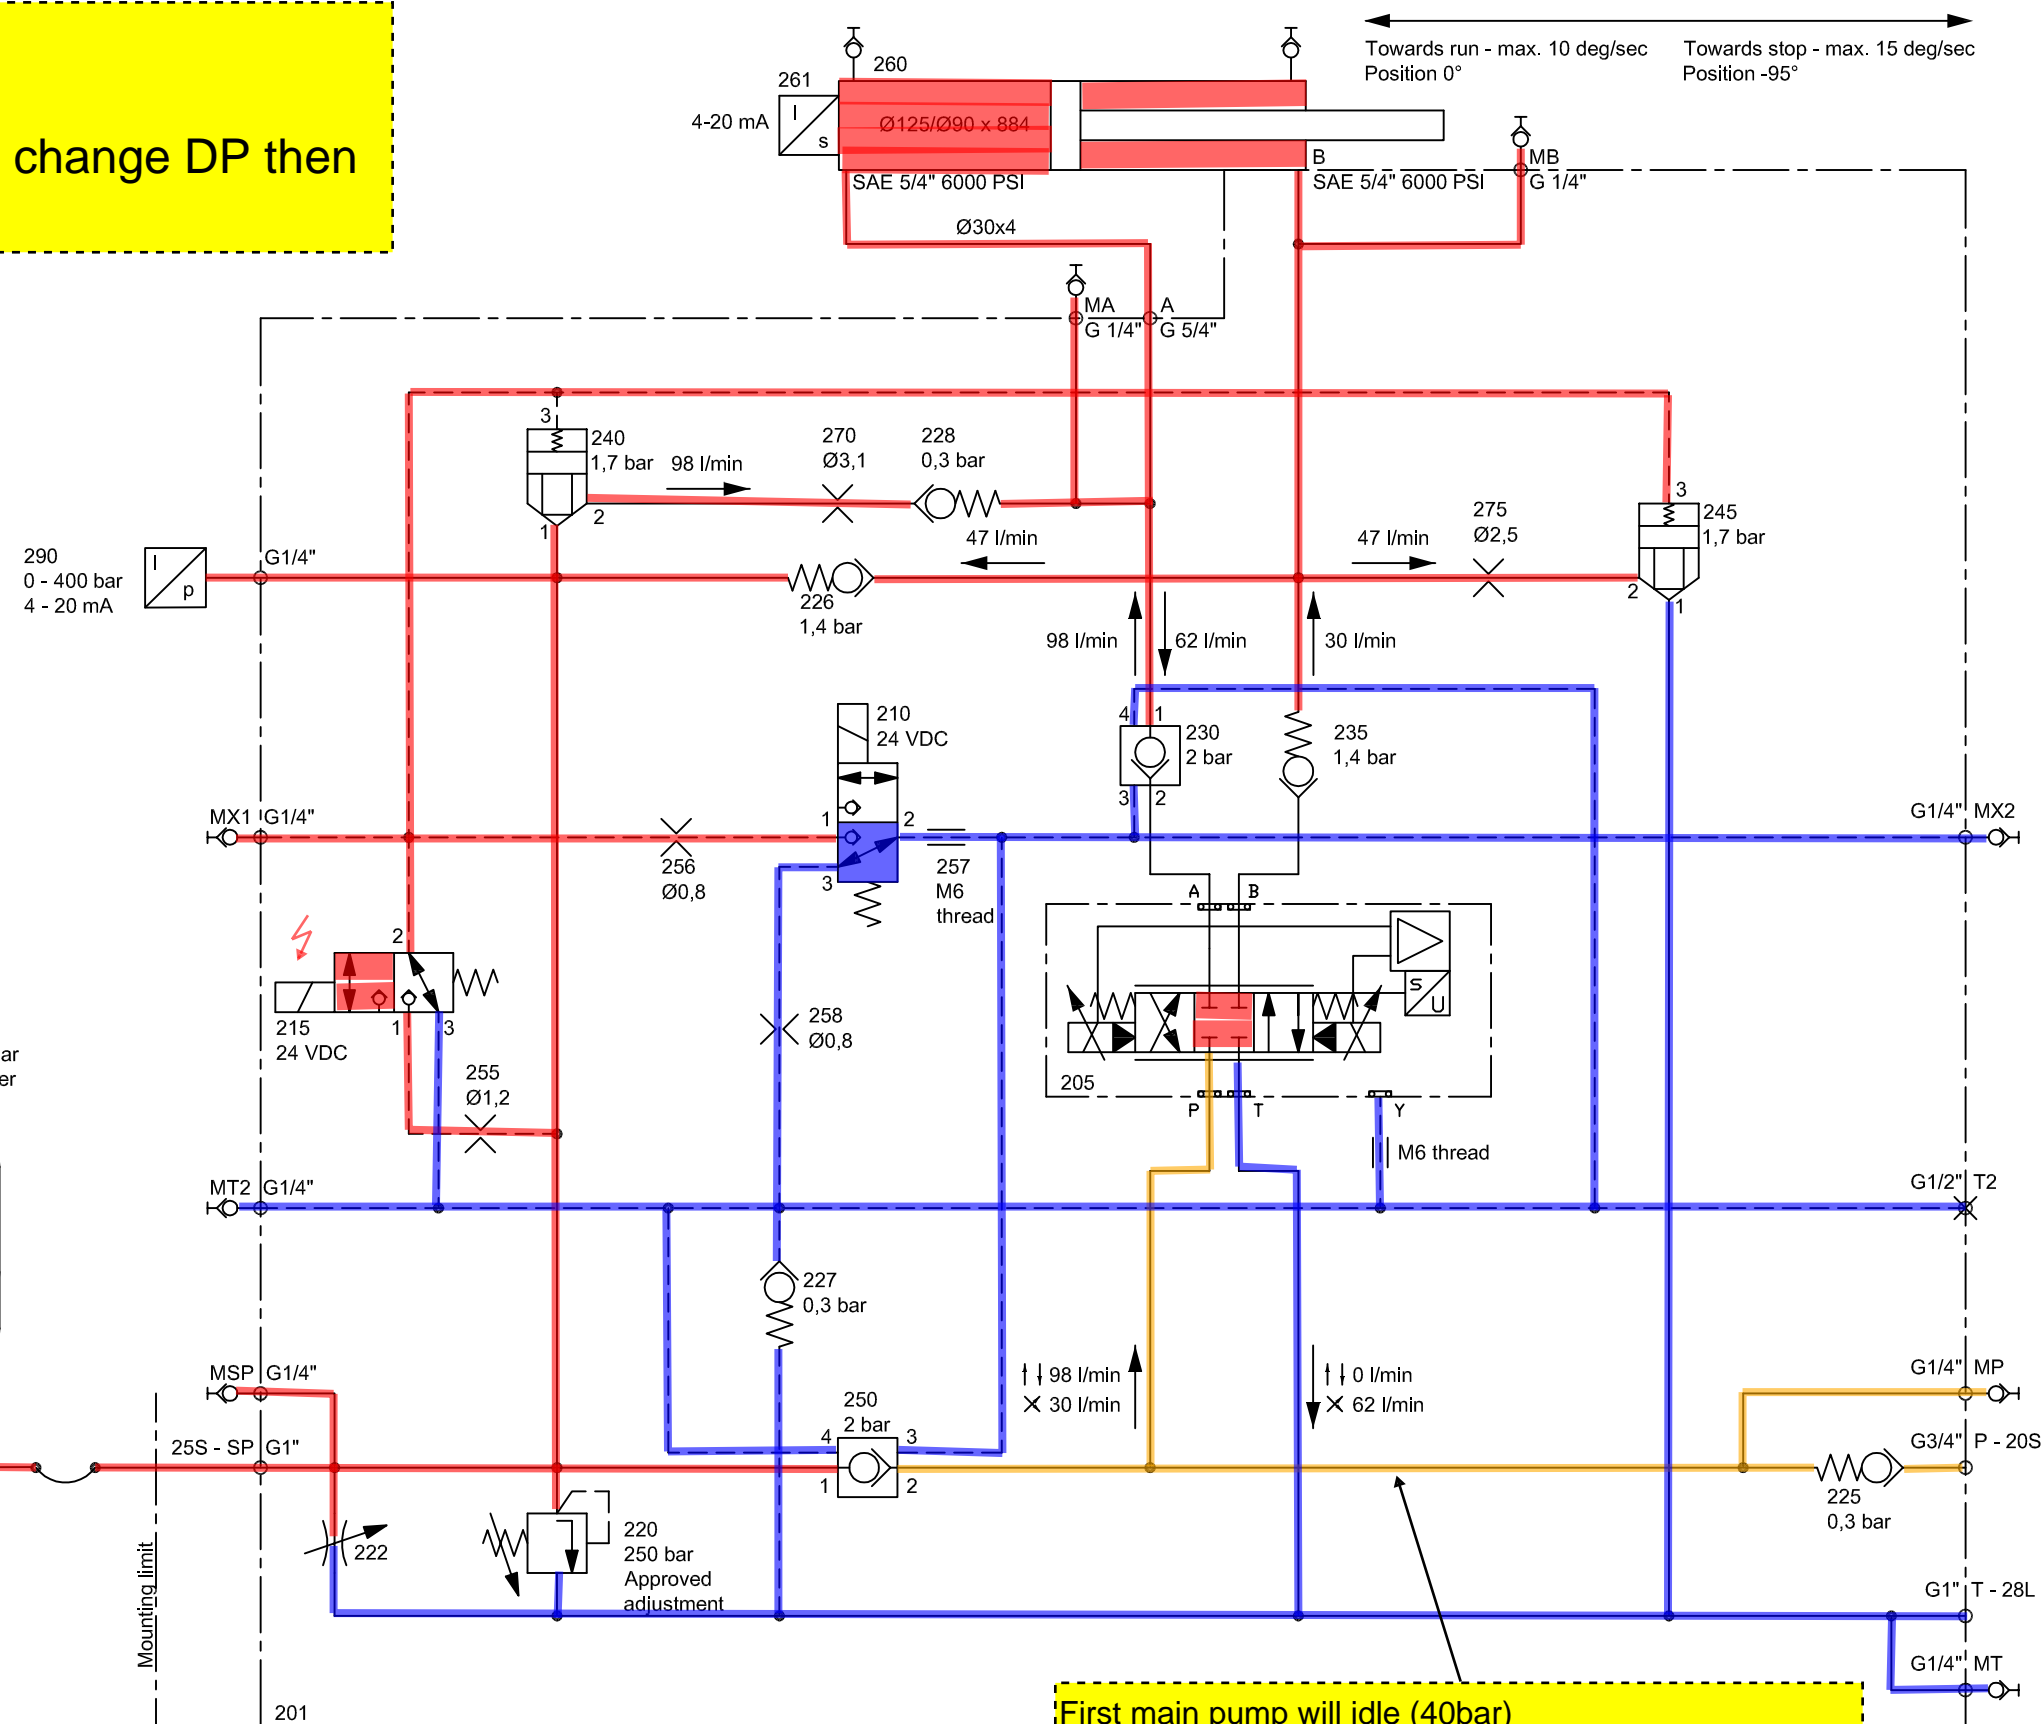 change DP then
Towards run - max. 10 deg/sec
Position 0°
Towards stop - max. 15 deg/sec
Position -95°
260
261
4-20 mA
I
s
Ø125/Ø90 x 884
SAE 5/4" 6000 PSI
B
SAE 5/4" 6000 PSI
MB
G 1/4"
Ø30x4
MA
G 1/4"
A
G 5/4"
3
240
1,7 bar
1
2
98 l/min
270
Ø3,1
228
0,3 bar
47 l/min
47 l/min
275
Ø2,5
3
245
1,7 bar
2
1
290
0 - 400 bar
4 - 20 mA
I
p
G1/4"
226
1,4 bar
98 l/min
62 l/min
30 l/min
210
24 VDC
4
1
230
2 bar
3
2
235
1,4 bar
MX1
G1/4"
1
2
3
256
Ø0,8
257
M6
thread
G1/4"
MX2
A
B
2
1
3
215
24 VDC
258
Ø0,8
S
U
205
P
T
Y
M6 thread
ar
er
255
Ø1,2
MT2
G1/4"
G1/2"
T2
227
0,3 bar
MSP
G1/4"
98 l/min
30 l/min
0 l/min
62 l/min
G1/4"
MP
25S - SP
G1"
250
2 bar
4
3
1
2
G3/4"
P - 20S
225
0,3 bar
222
220
250 bar
Approved
adjustment
Mounting limit
G1"
T - 28L
G1/4"
MT
201
First main pump will idle (40bar)